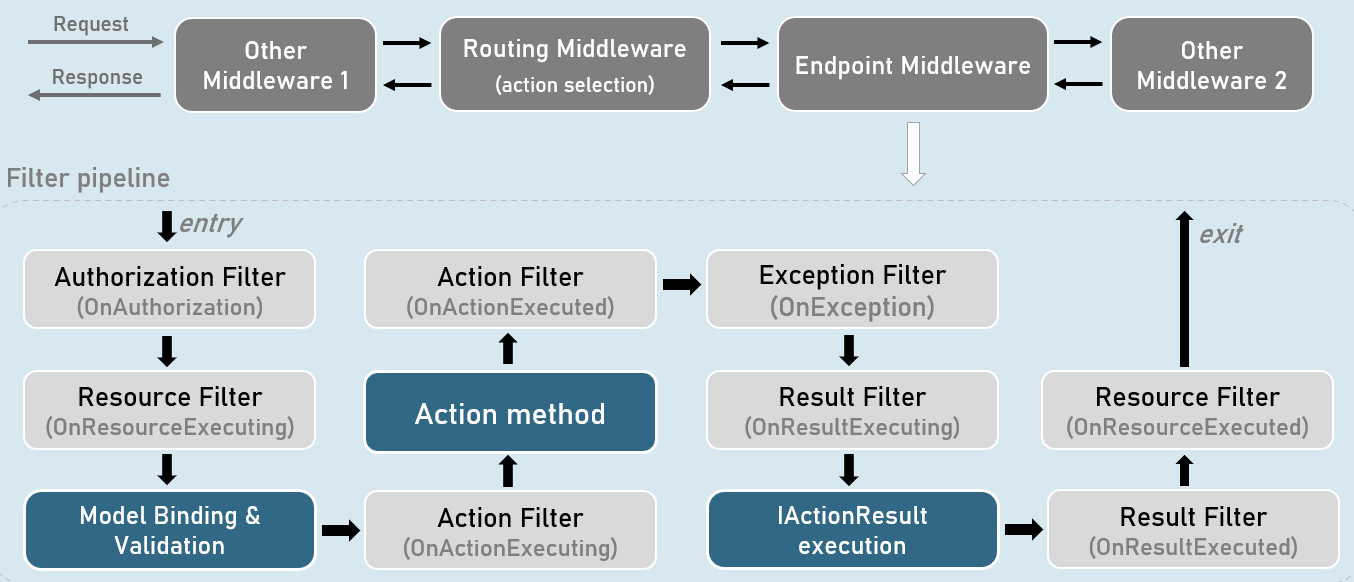 Request
Response
Other
Middleware 1
Routing Middleware
(action selection)
Endpoint Middleware
Other
Middleware 2
Filter pipeline
entry
Authorization Filter
(OnAuthorization)
Resource Filter
(OnResourceExecuting)
Model Binding &
Validation
Action Filter
(OnActionExecuting)
Action method
Action Filter
(OnActionExecuted)
Exception Filter
(OnException)
Result Filter
(OnResultExecuting)
IActionResult
execution
Result Filter
(OnResultExecuted)
Resource Filter
(OnResourceExecuted)
exit